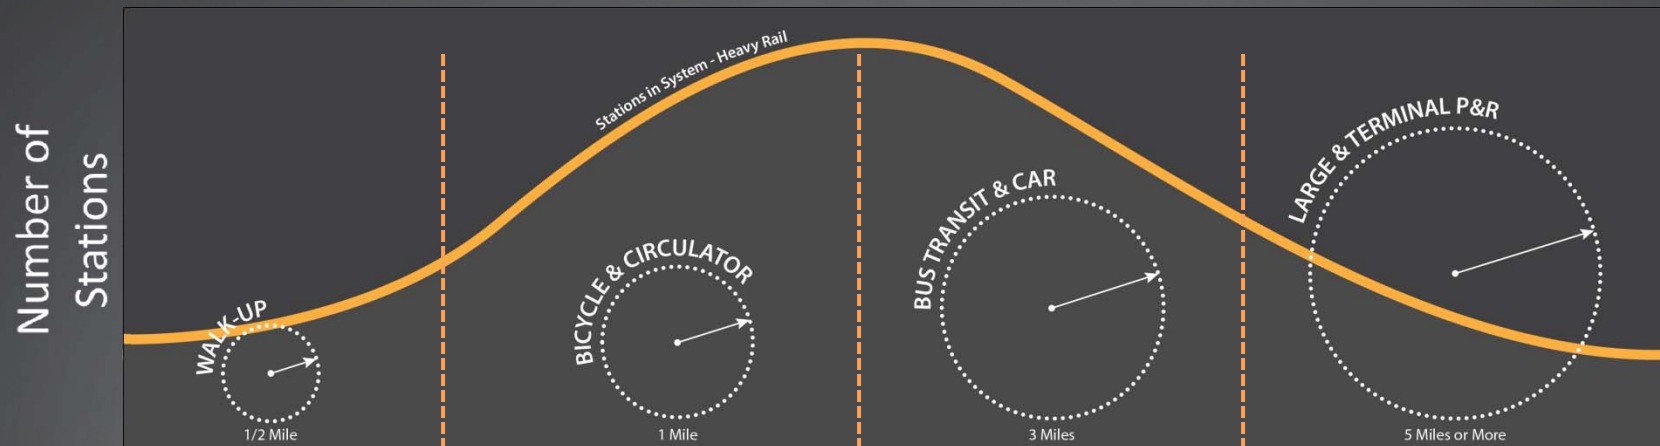 Number of
Stations
Stations in System - Heavy Rail
WALK-UP
BICYCLE & CIRCULATOR
BUS TRANSIT & CAR
LARGE & TERMINAL P&R
1/2 Mile
1 Mile
3 Miles
5 Miles or More